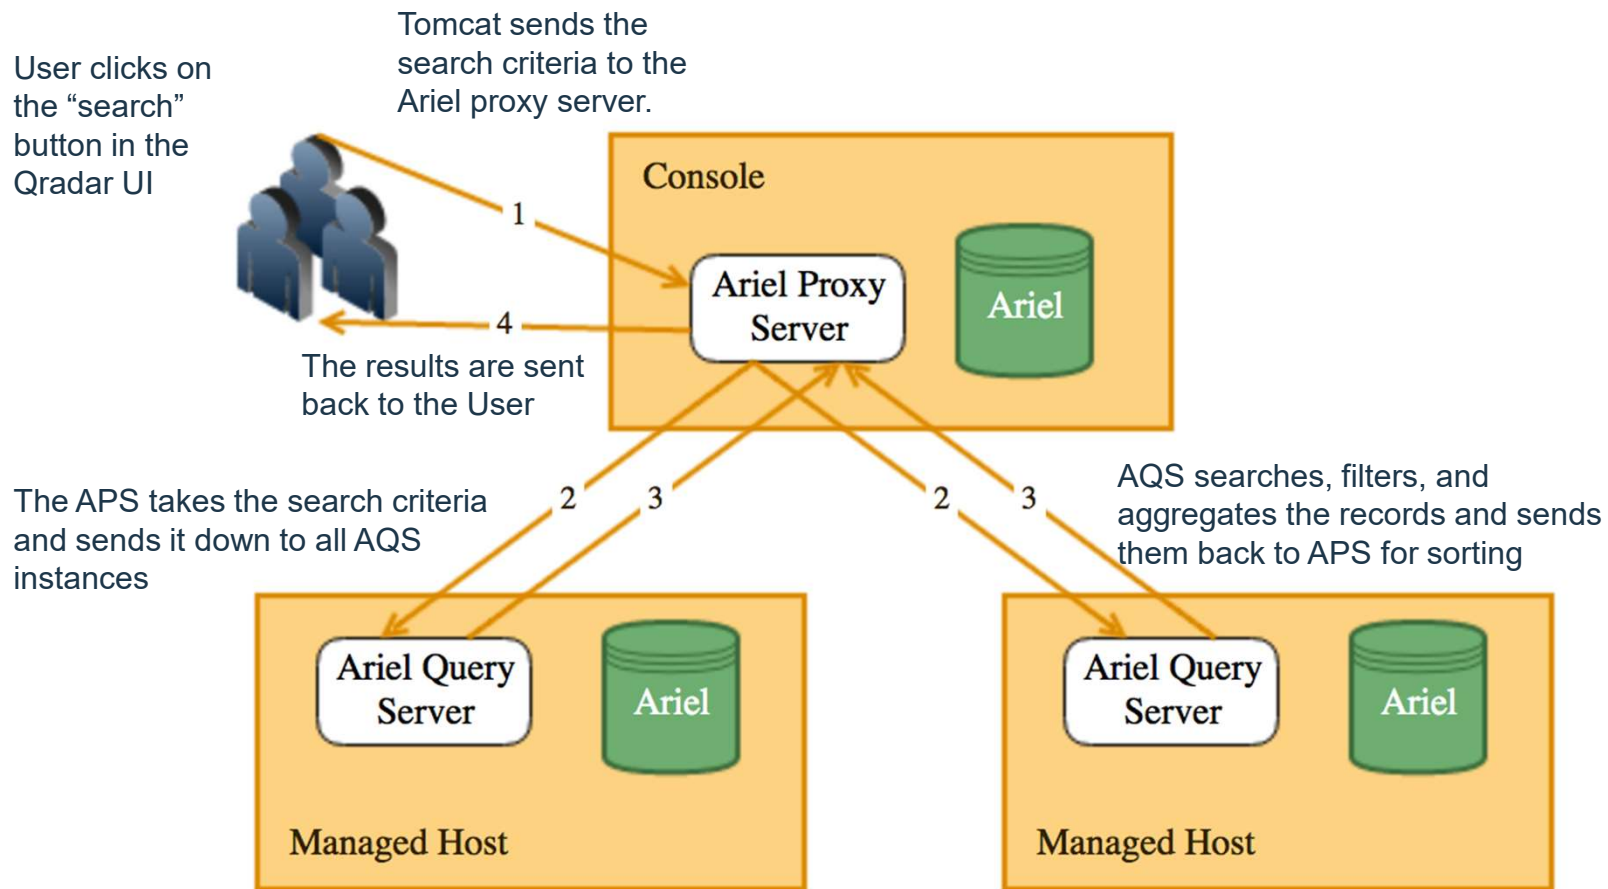 Tomcat sends the
search criteria to the
Ariel proxy server.
User clicks on
the “search”
button in the
Qradar UI
Console
1
Ariel Proxy
Server
Ariel
4
The results are sent
back to the User
2
3
2
3
The APS takes the search criteria
and sends it down to all AQS
instances
AQS searches, filters, and
aggregates the records and sends
them back to APS for sorting
Ariel Query
Server
Ariel
Managed Host
Ariel Query
Server
Ariel
Managed Host